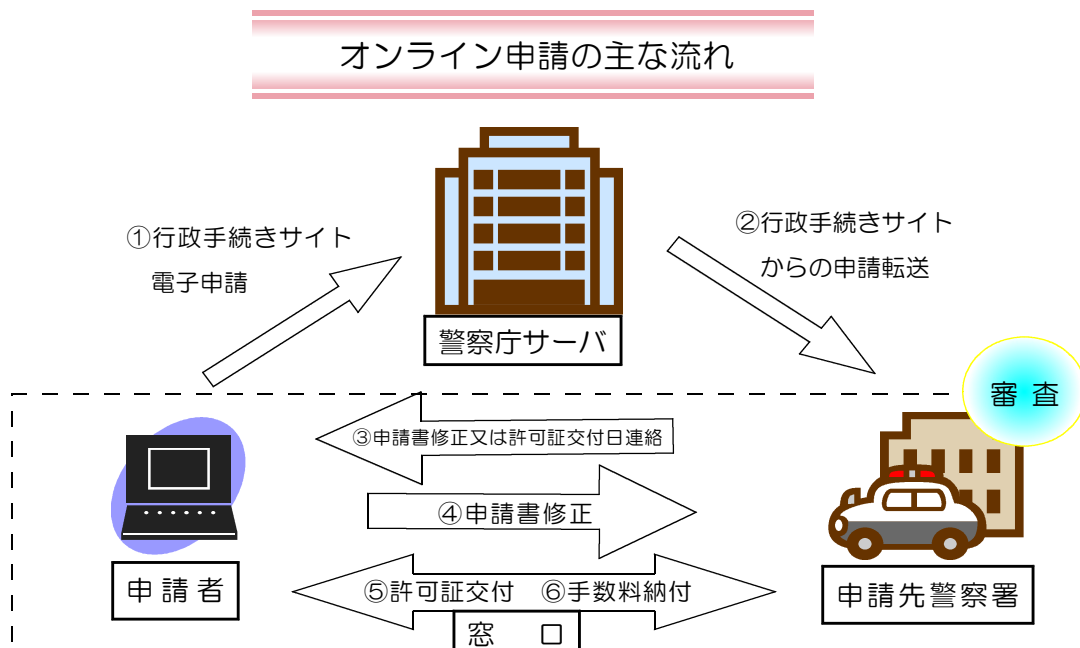 オンライン申請の主な流れ
①行政手続きサイト
電子申請
②行政手続きサイト
からの申請転送
警察庁サーバ
審査
③申請書修正又は許可証交付日連絡
④申請書修正
申請者
⑤許可証交付 ⑥手数料納付
申請先警察署
窓口